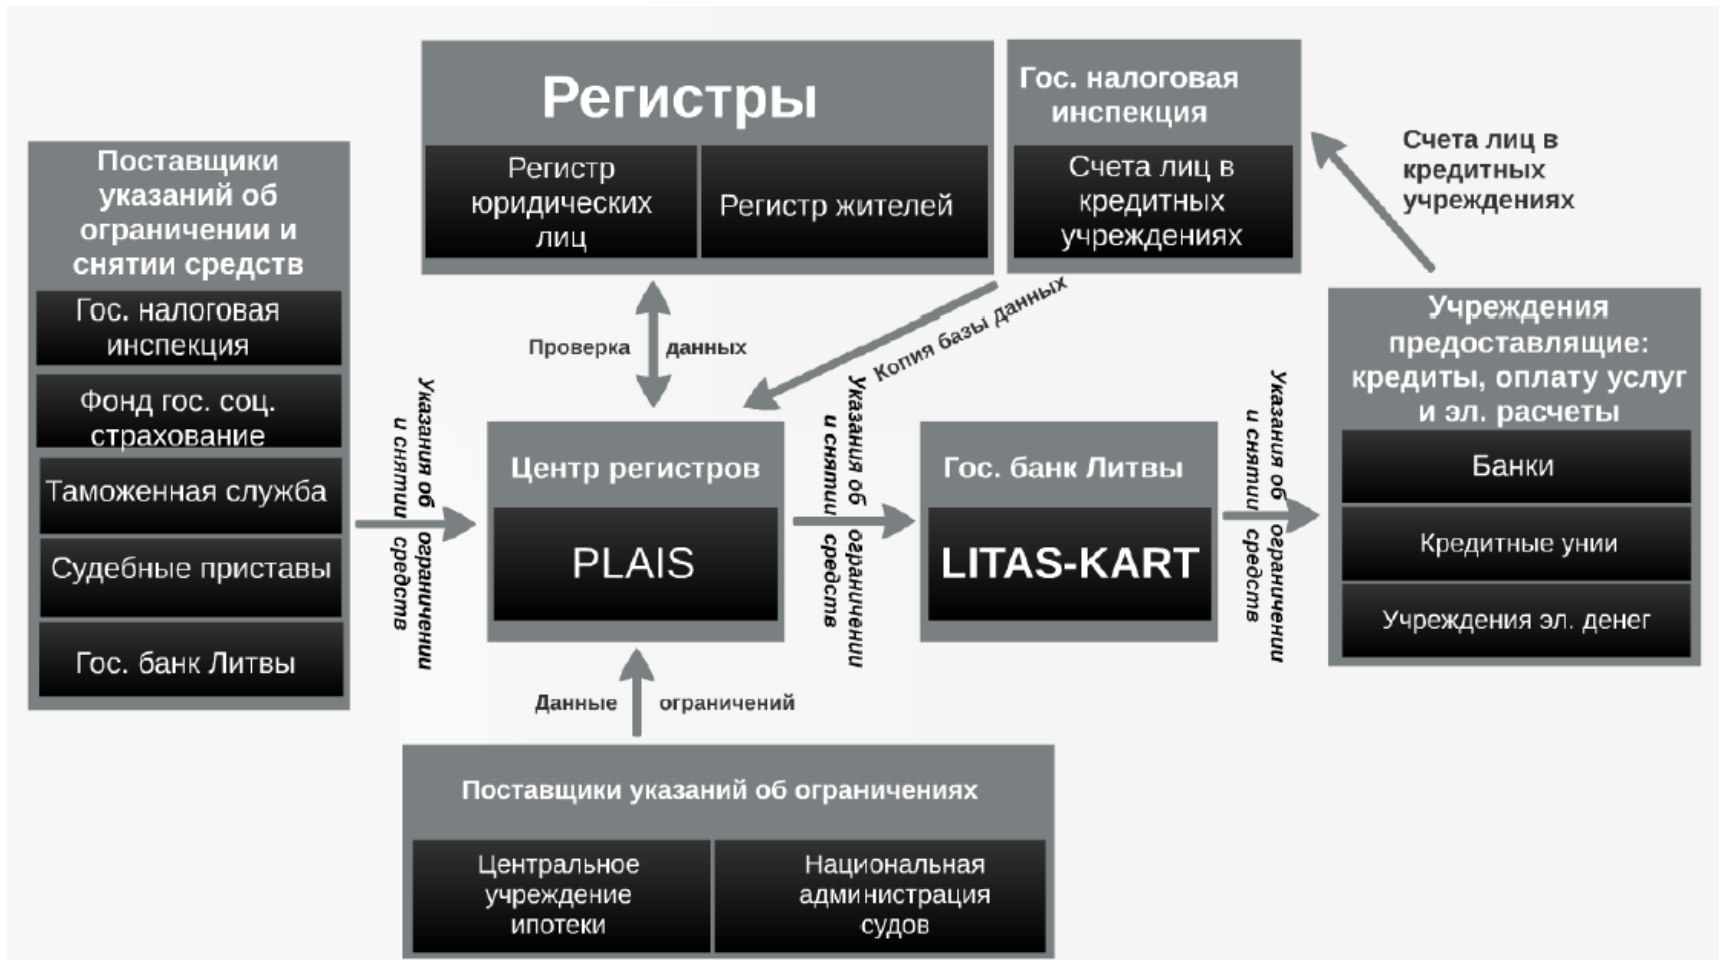 Регистры
Регистр
юридических
лиц
Регистр жителей
Гос. налоговая
инспекция
Счета лиц в
кредитных
учреждениях
Счета лиц в
кредитных
учреждениях
Поставщики
указаний об
ограничении и
снятии средств
Гос. налоговая
инспекция
Фонд гос. соц.
страхование
Таможенная служба
Судебные приставы
Гос. банк Литвы
Указания об ограничении
и снятии средств
Проверка данных
Копия базы данных
Центр регистров
PLAIS
Указания об ограничении
и снятии средств
Гос. банк Литвы
LITAS-KART
Указания об ограничении
и снятии средств
Учреждения
предоставлящие:
кредиты, оплату услуг
и эл. расчеты
Банки
Кредитные унии
Учреждения эл. денег
Данные ограничений
Поставщики указаний об ограничениях
Центральное
учреждение
ипотеки
Национальная
администрация
судов